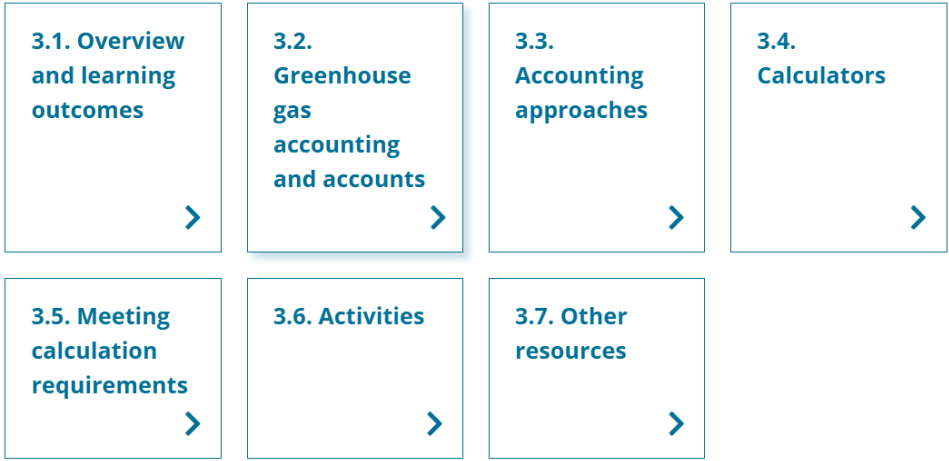 3.1. Overview
and learning
outcomes
3.2.
Greenhouse
gas
accounting
and accounts
3.3.
Accounting
approaches
3.4.
Calculators
3.5. Meeting
calculation
requirements
3.6. Activities
3.7. Other
resources